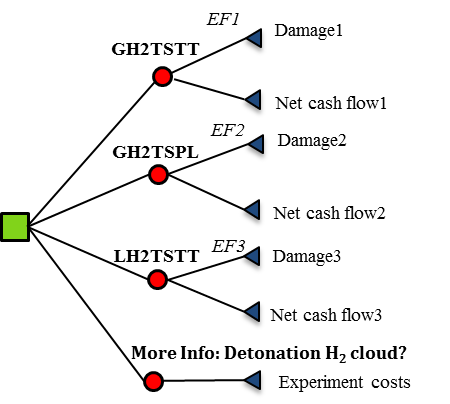 EF1
Damage1
GH2TSTT
Net cash flow1
EF2
Damage2
GH2TSPL
Net cash flow2
EF3
LH2TSTT
Damage3
Net cash flow3
More Info: Detonation H₂ cloud?
Experiment costs